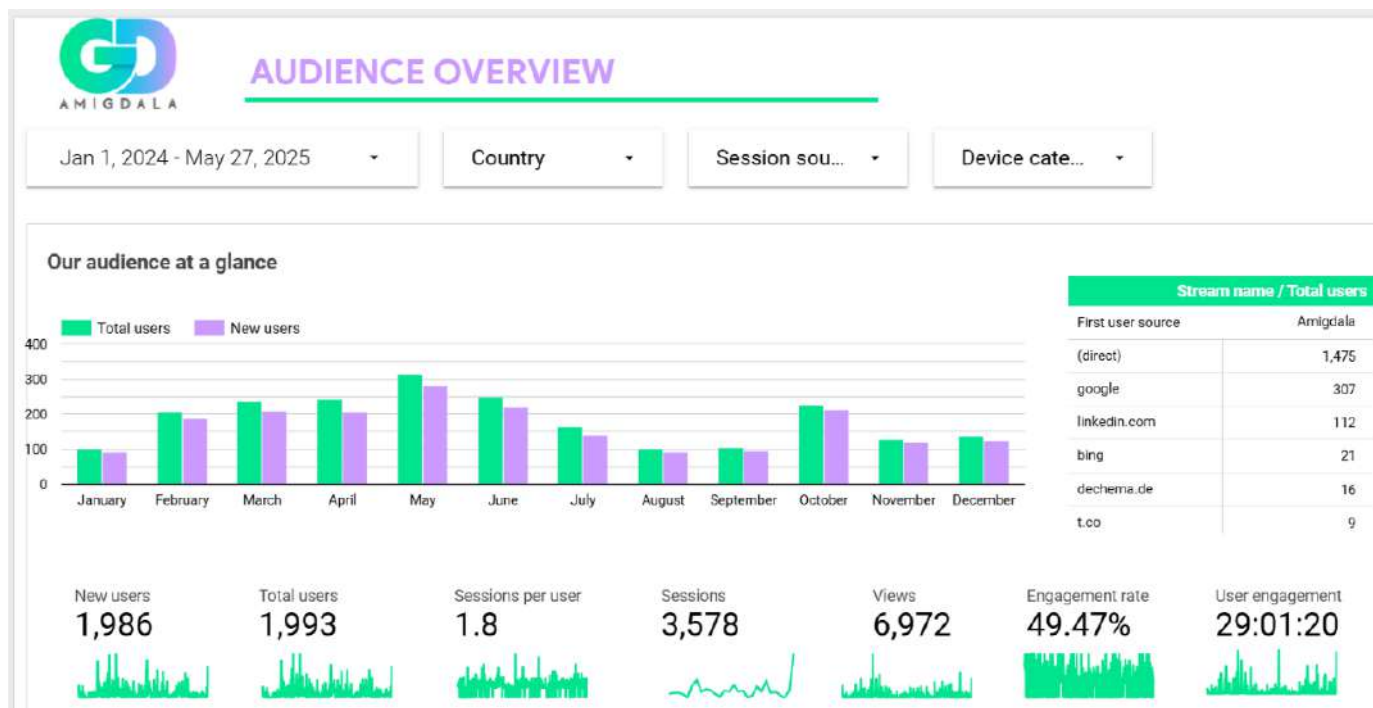 GD
AMIGDALA
AUDIENCE OVERVIEW
Jan 1, 2024 - May 27, 2025
Country
Session sou...
Device cate...
Our audience at a glance
Total users
New users
400
300
200
100
0
January February March April May June July August September October November December
Stream name / Total users
First user source Amigdala
(direct) 1,475
google 307
linkedin.com 112
bing 21
dechema.de 16
t.co 9
New users Total users Sessions per user Sessions Views Engagement rate User engagement
1,986 1,993 1.8 3,578 6,972 49.47% 29:01:20